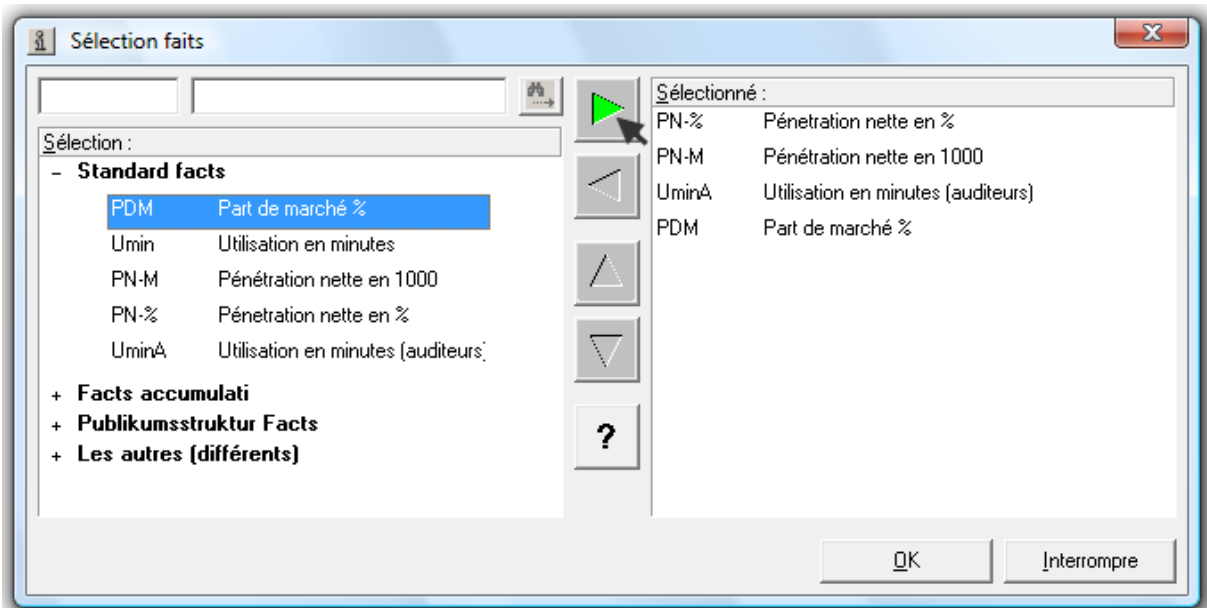 Sélection faits
Sélection :
- Standard facts
PDM Part de marché %
Umin Utilisation en minutes
PN-M Pénétration nette en 1000
PN-% Pénetration nette en %
UminA Utilisation en minutes (auditeurs)
+ Facts accumulati
+ Publikumsstruktur Facts
+ Les autres (différents)
?
Sélectionné :
PN-% Pénetration nette en %
PN-M Pénétration nette en 1000
UminA Utilisation en minutes (auditeurs)
PDM Part de marché %
OK
Interrompre